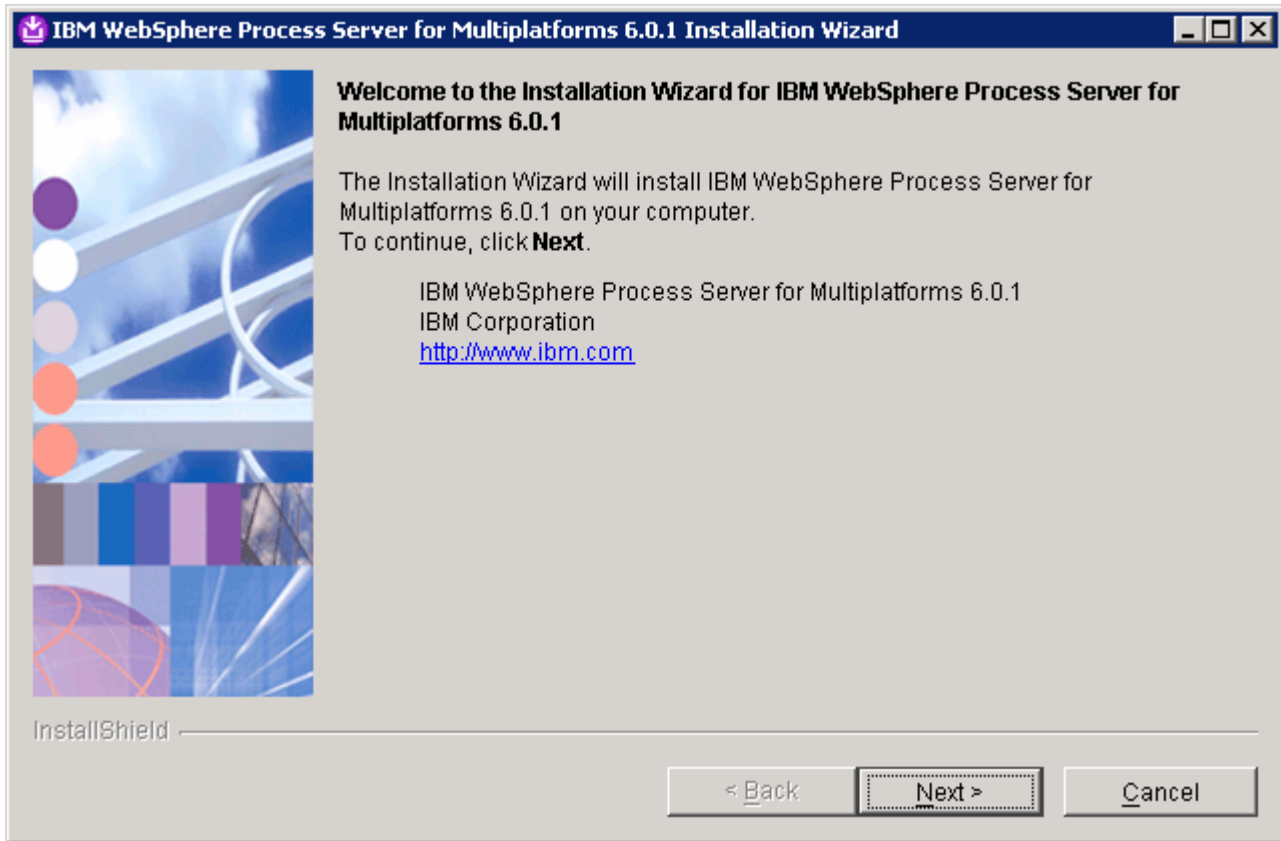 IBM WebSphere Process Server for Multiplatforms 6.0.1 Installation Wizard
Welcome to the Installation Wizard for IBM WebSphere Process Server for
Multiplatforms 6.0.1
The Installation Wizard will install IBM WebSphere Process Server for
Multiplatforms 6.0.1 on your computer.
To continue, click Next.
IBM WebSphere Process Server for Multiplatforms 6.0.1
IBM Corporation
http://www.ibm.com
InstallShield
< Back
Next >
Cancel